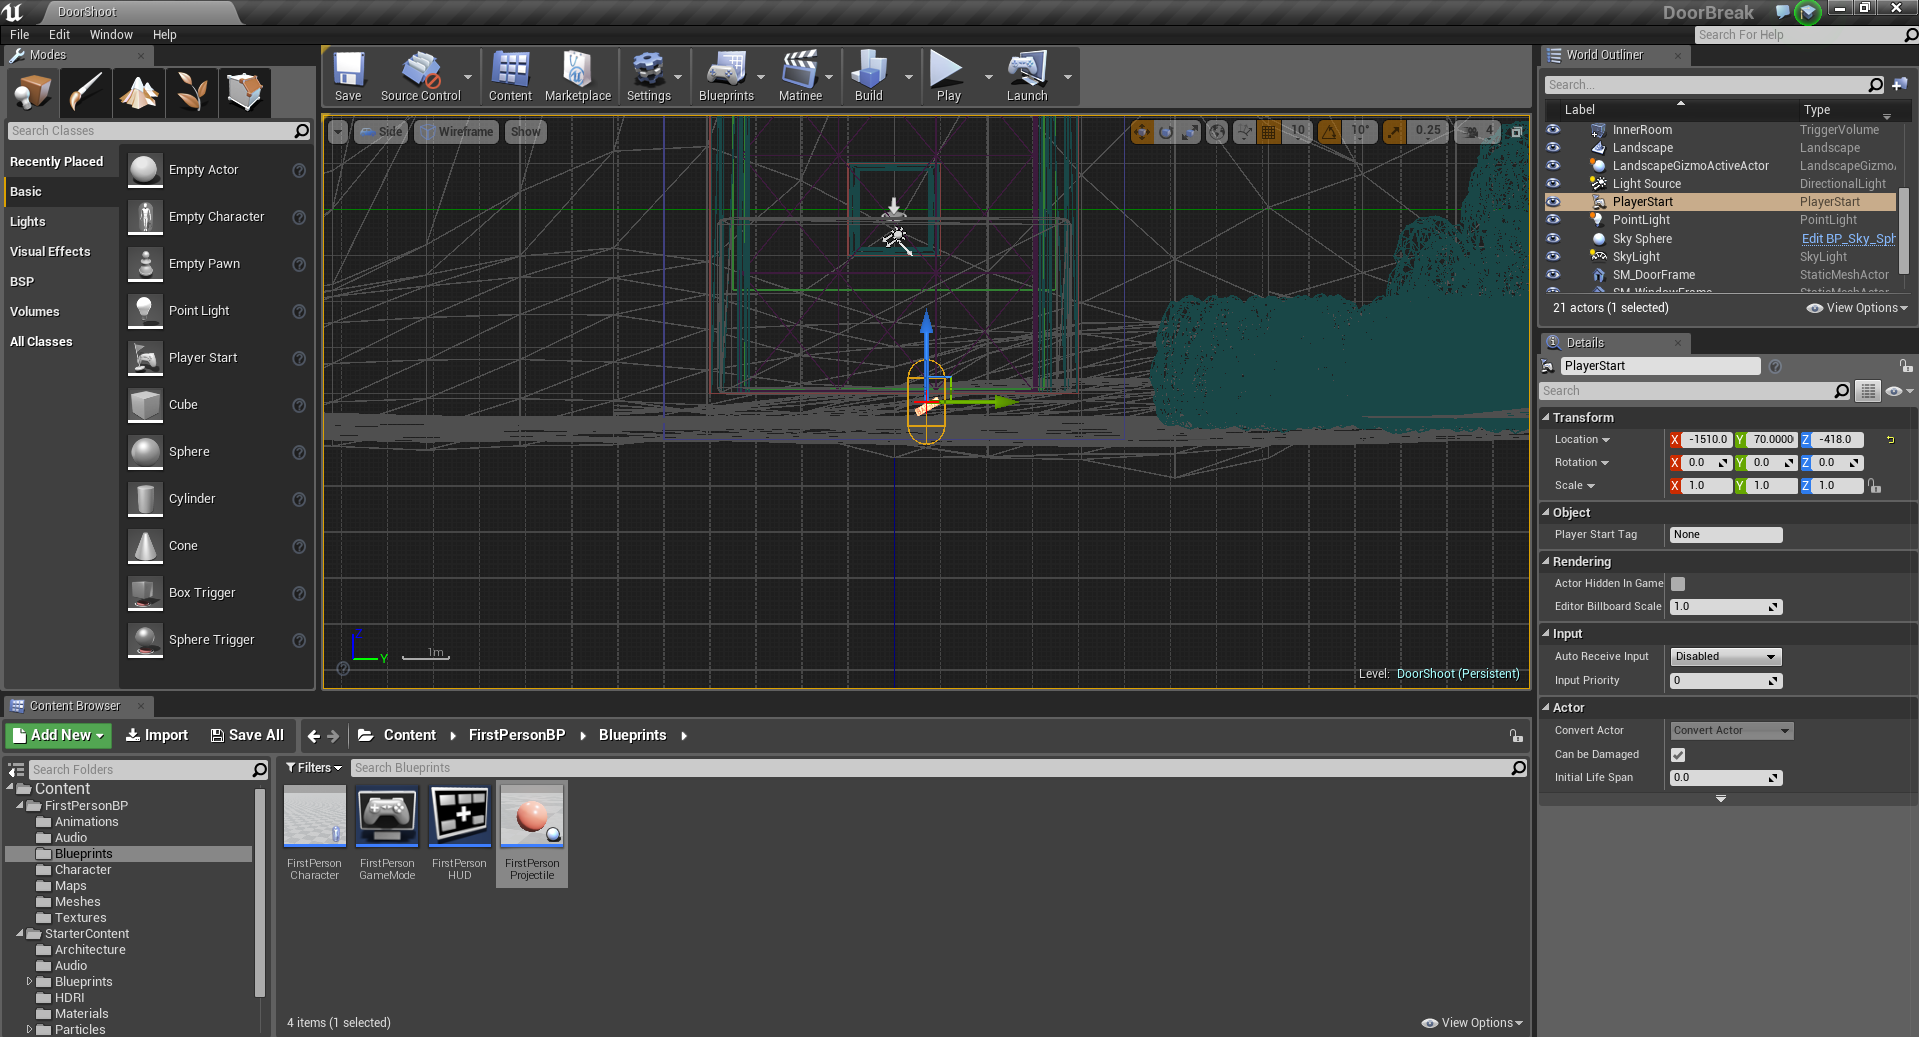 DoorShoot
DoorBreak
File Edit Window Help
Search For Help
Modes
Search Classes
Recently Placed
Basic
Lights
Visual Effects
BSP
Volumes
All Classes
Empty Actor
Empty Character
Empty Pawn
Point Light
Player Start
Cube
Sphere
Cylinder
Cone
Box Trigger
Sphere Trigger
Save Source Control Content Marketplace Settings Blueprints Matinee Build Play Launch
Side Wireframe Show
10 10° 0.25 4
Y
1m
Level: DoorShoot (Persistent)
World Outliner
Search...
Label Type
InnerRoom TriggerVolume
Landscape Landscape
LandscapeGizmoActiveActor LandscapeGizmo
Light Source DirectionalLight
PlayerStart PlayerStart
PointLight PointLight
Sky Sphere Edit BP_Sky_Sph
SkyLight SkyLight
SM_DoorFrame StaticMeshActor
SM_WindowFrame StaticMeshActor
21 actors (1 selected) View Options
Details
PlayerStart
Search
Transform
Location X -1510.0 Y 70.0000 Z -418.0
Rotation X 0.0 Y 0.0 Z 0.0
Scale X 1.0 Y 1.0 Z 1.0
Object
Player Start Tag None
Rendering
Actor Hidden In Game
Editor Billboard Scale 1.0
Input
Auto Receive Input Disabled
Input Priority 0
Actor
Convert Actor Convert Actor
Can be Damaged
Initial Life Span 0.0
Content Browser
Add New Import Save All Content FirstPersonBP Blueprints
Search Folders
Content
FirstPersonBP
Animations
Audio
Blueprints
Character
Maps
Meshes
Textures
StarterContent
Architecture
Audio
Blueprints
HDRI
Materials
Particles
Filters Search Blueprints
FirstPerson
Character
FirstPerson
GameMode
FirstPerson
HUD
FirstPerson
Projectile
4 items (1 selected) View Options